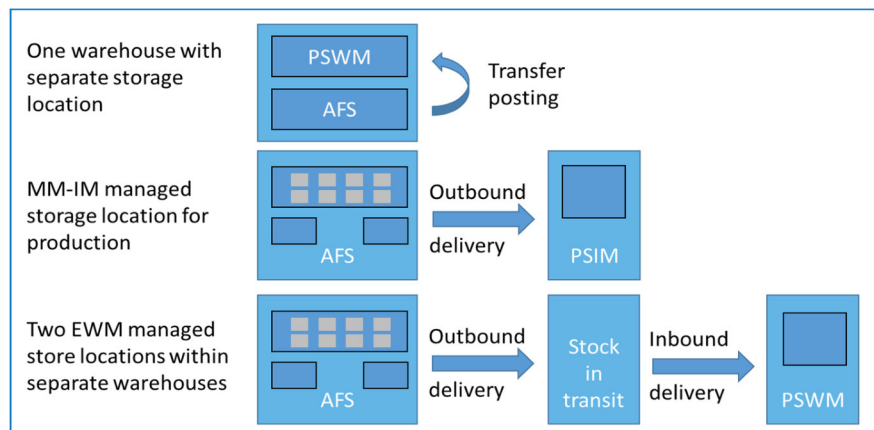 One warehouse with
separate storage
location
PSWM
AFS
Transfer
posting
MM-IM managed
storage location for
production
AFS
Outbound
delivery
PSIM
Two EWM managed
store locations within
separate warehouses
AFS
Outbound
delivery
Stock
in
transit
Inbound
delivery
PSWM